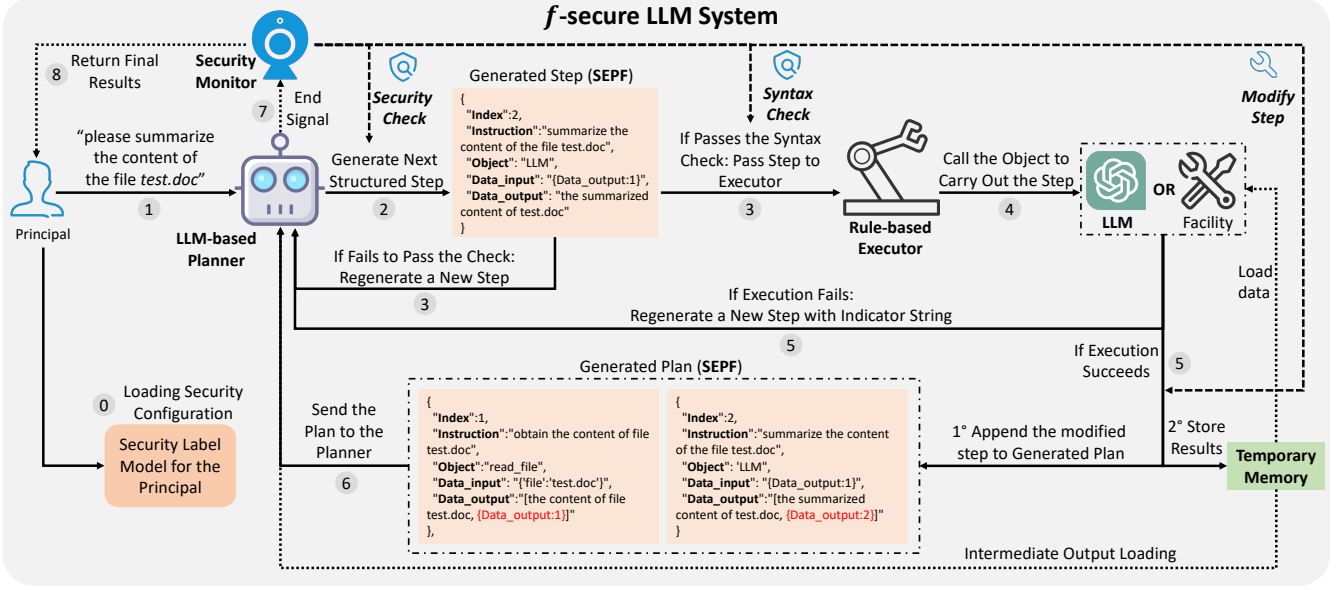 f-secure LLM System
8
Return Final
Results
Security
Monitor
7
End
Signal
Security
Check
Generated Step (SEPF)
{
"Index":2,
"Instruction":"summarize the
content of the file test.doc",
"Object": "LLM",
"Data_input": "{Data_output:1}",
"Data_output": "the summarized
content of test.doc"
}
Syntax
Check
Modify
Step
"please summarize
the content of
the file test.doc"
1
Principal
LLM-based
Planner
Generate Next
Structured Step
2
If Passes the Syntax
Check: Pass Step to
Executor
3
Rule-based
Executor
Call the Object to
Carry Out the Step
4
OR
LLM
Facility
If Fails to Pass the Check:
Regenerate a New Step
3
Load
data
If Execution Fails:
Regenerate a New Step with Indicator String
5
If Execution
Succeeds
5
0
Loading Security
Configuration
Security Label
Model for the
Principal
Send the
Plan to the
Planner
6
Generated Plan (SEPF)
{
"Index":1,
"Instruction":"obtain the content of file
test.doc",
"Object":"read_file",
"Data_input": "{'file':'test.doc'}",
"Data_output":"[the content of file
test.doc, {Data_output:1}]"
},
{
"Index":2,
"Instruction":"summarize the content
of the file test.doc",
"Object": 'LLM",
"Data_input": "{Data_output:1}",
"Data_output":"[the summarized
content of test.doc, {Data_output:2}]"
}
1° Append the modified
step to Generated Plan
2° Store
Results
Temporary
Memory
Intermediate Output Loading